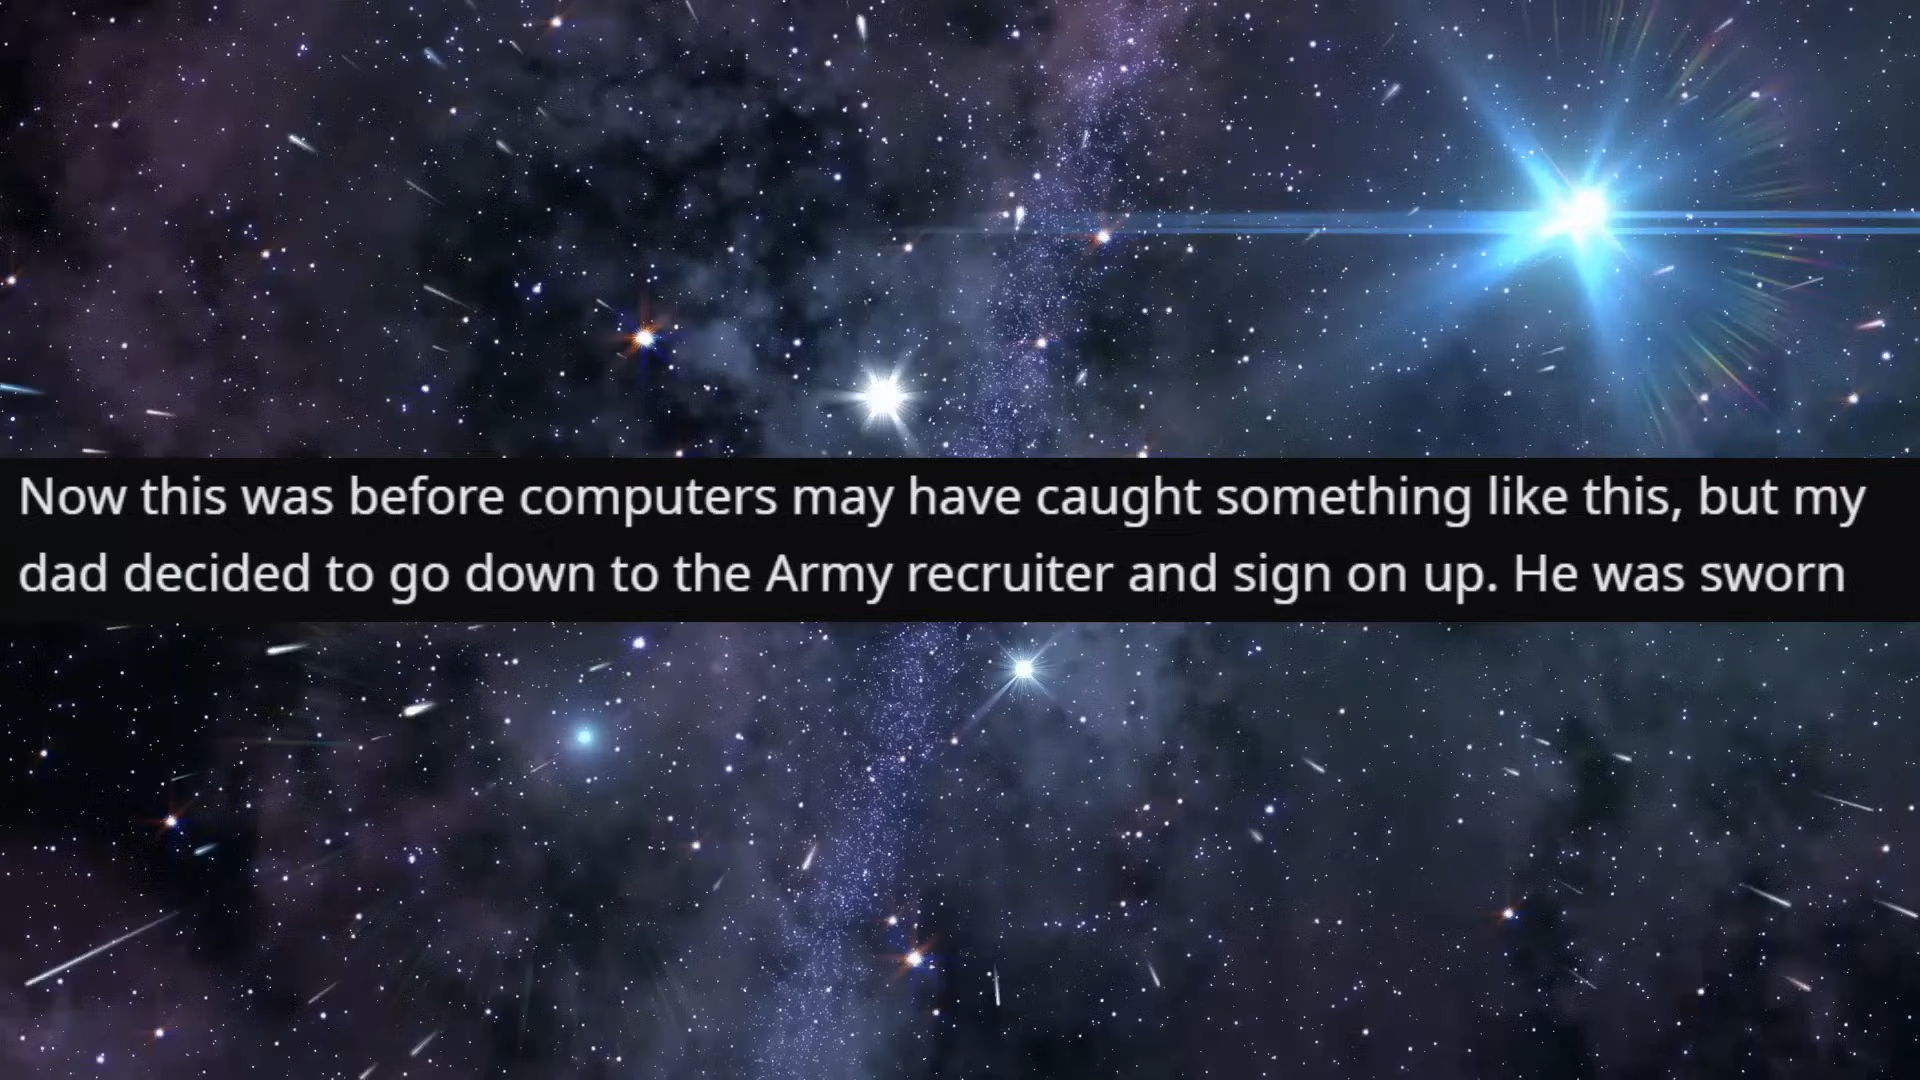 Now this was before computers may have caught something like this, but my
dad decided to go down to the Army recruiter and sign on up. He was sworn